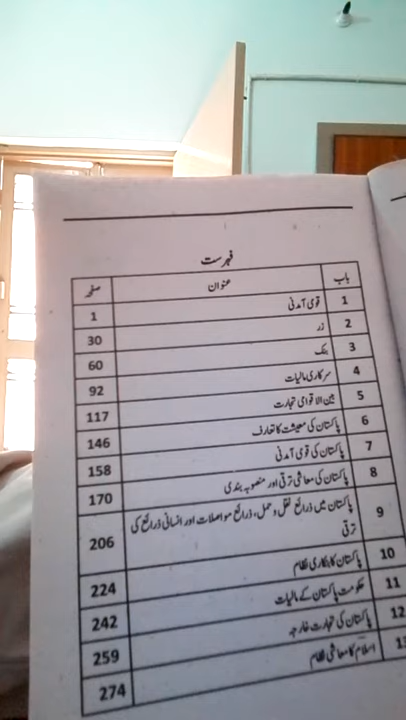 فہرست
باب عنوان صفحہ
1 قومی آمدنی 1
2 زر 30
3 بنک 60
4 سرکاری مالیات 92
5 بین الاقوامی تجارت 117
6 پاکستان کی معیشت کا تعارف 146
7 پاکستان کی قومی آمدنی 158
8 پاکستان کی معاشی ترقی اور منصوبہ بندی 170
9 پاکستان میں ذرائع نقل و حمل، ذرائع مواصلات اور انسانی ذرائع کی 206
ترقی
10 پاکستان کا بنکاری نظام 224
11 حکومت پاکستان کے مالیات 242
12 پاکستان کی تجارت خارجہ 259
13 اسلام کا معاشی نظام 274